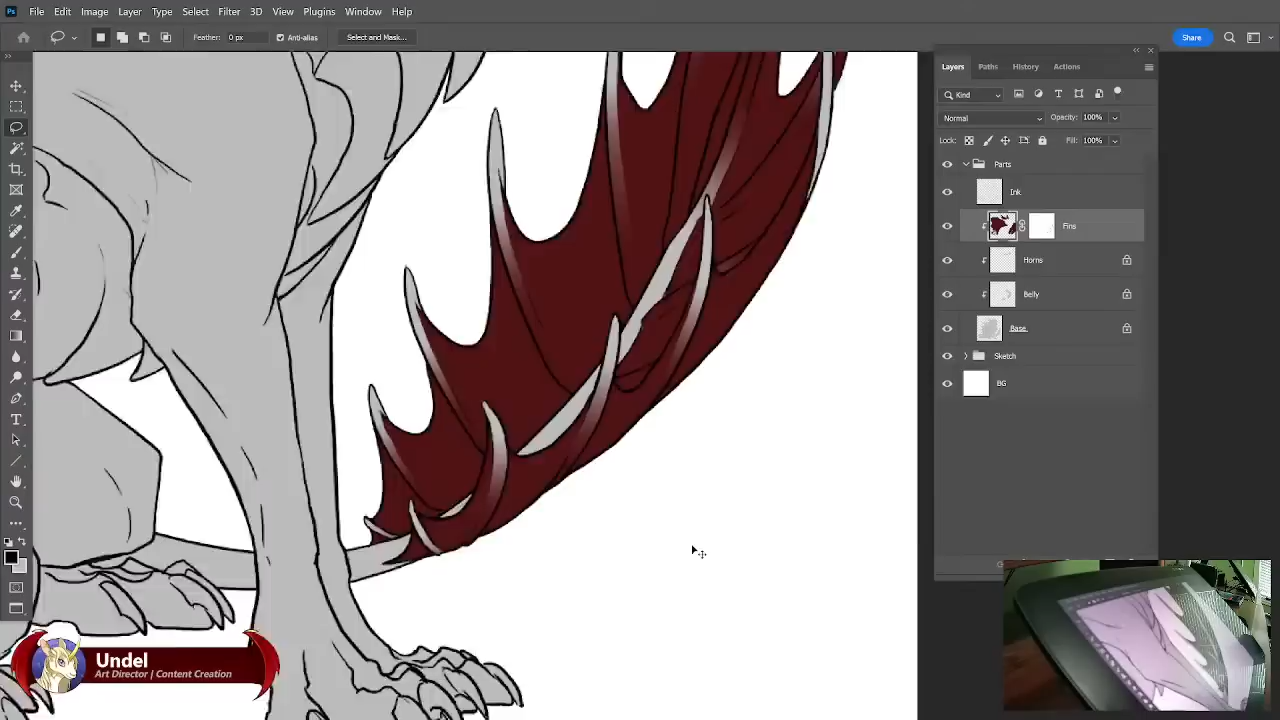 Ps File Edit Image Layer Type Select Filter 3D View Plugins Window Help
Feather: 0 px Anti-alias Select and Mask... Share
Layers Paths History Actions
Kind
Normal Opacity: 100%
Lock: Fill: 100%
Parts
Ink
Fins
Horns
Belly
Base
Sketch
BG
Undel
Art Director | Content Creation